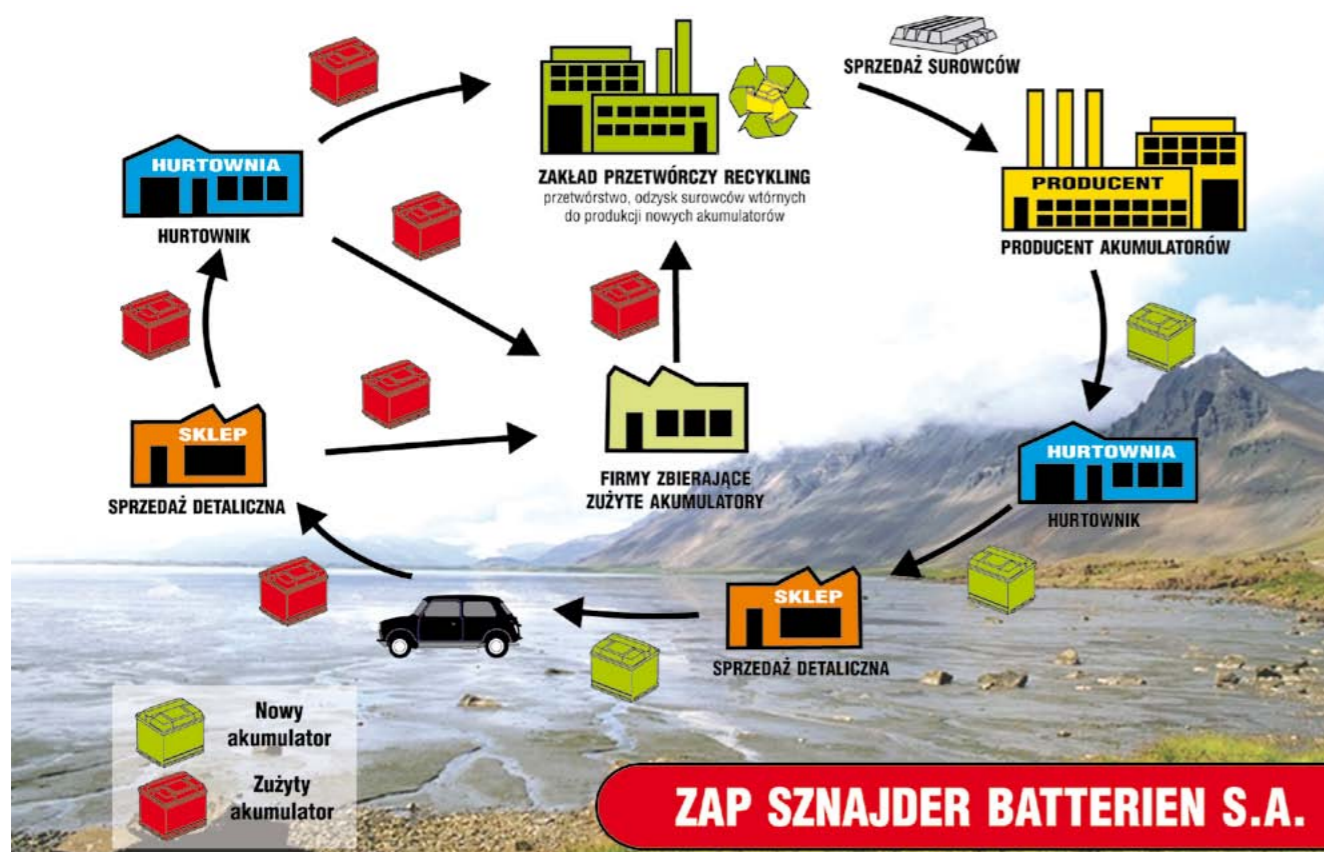 SPRZEDAŻ SUROWCÓW
ZAKŁAD PRZETWÓRCZY RECYKLING
przetwórstwo, odzysk surowców wtórnych
do produkcji nowych akumulatorów
HURTOWNIA
HURTOWNIK
PRODUCENT
PRODUCENT AKUMULATORÓW
SKLEP
SPRZEDAŻ DETALICZNA
FIRMY ZBIERAJĄCE
ZUŻYTE AKUMULATORY
HURTOWNIA
HURTOWNIK
SKLEP
SPRZEDAŻ DETALICZNA
Nowy
akumulator
Zużyty
akumulator
ZAP SZNAJDER BATTERIEN S.A.